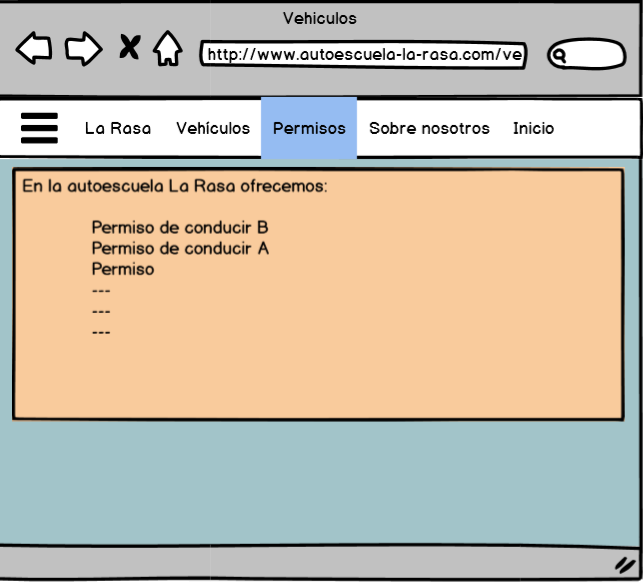 Vehiculos
http://www.autoescuela-la-rasa.com/ve
La Rasa Vehículos Permisos Sobre nosotros Inicio
En la autoescuela La Rasa ofrecemos:
Permiso de conducir B
Permiso de conducir A
Permiso
---
---
---